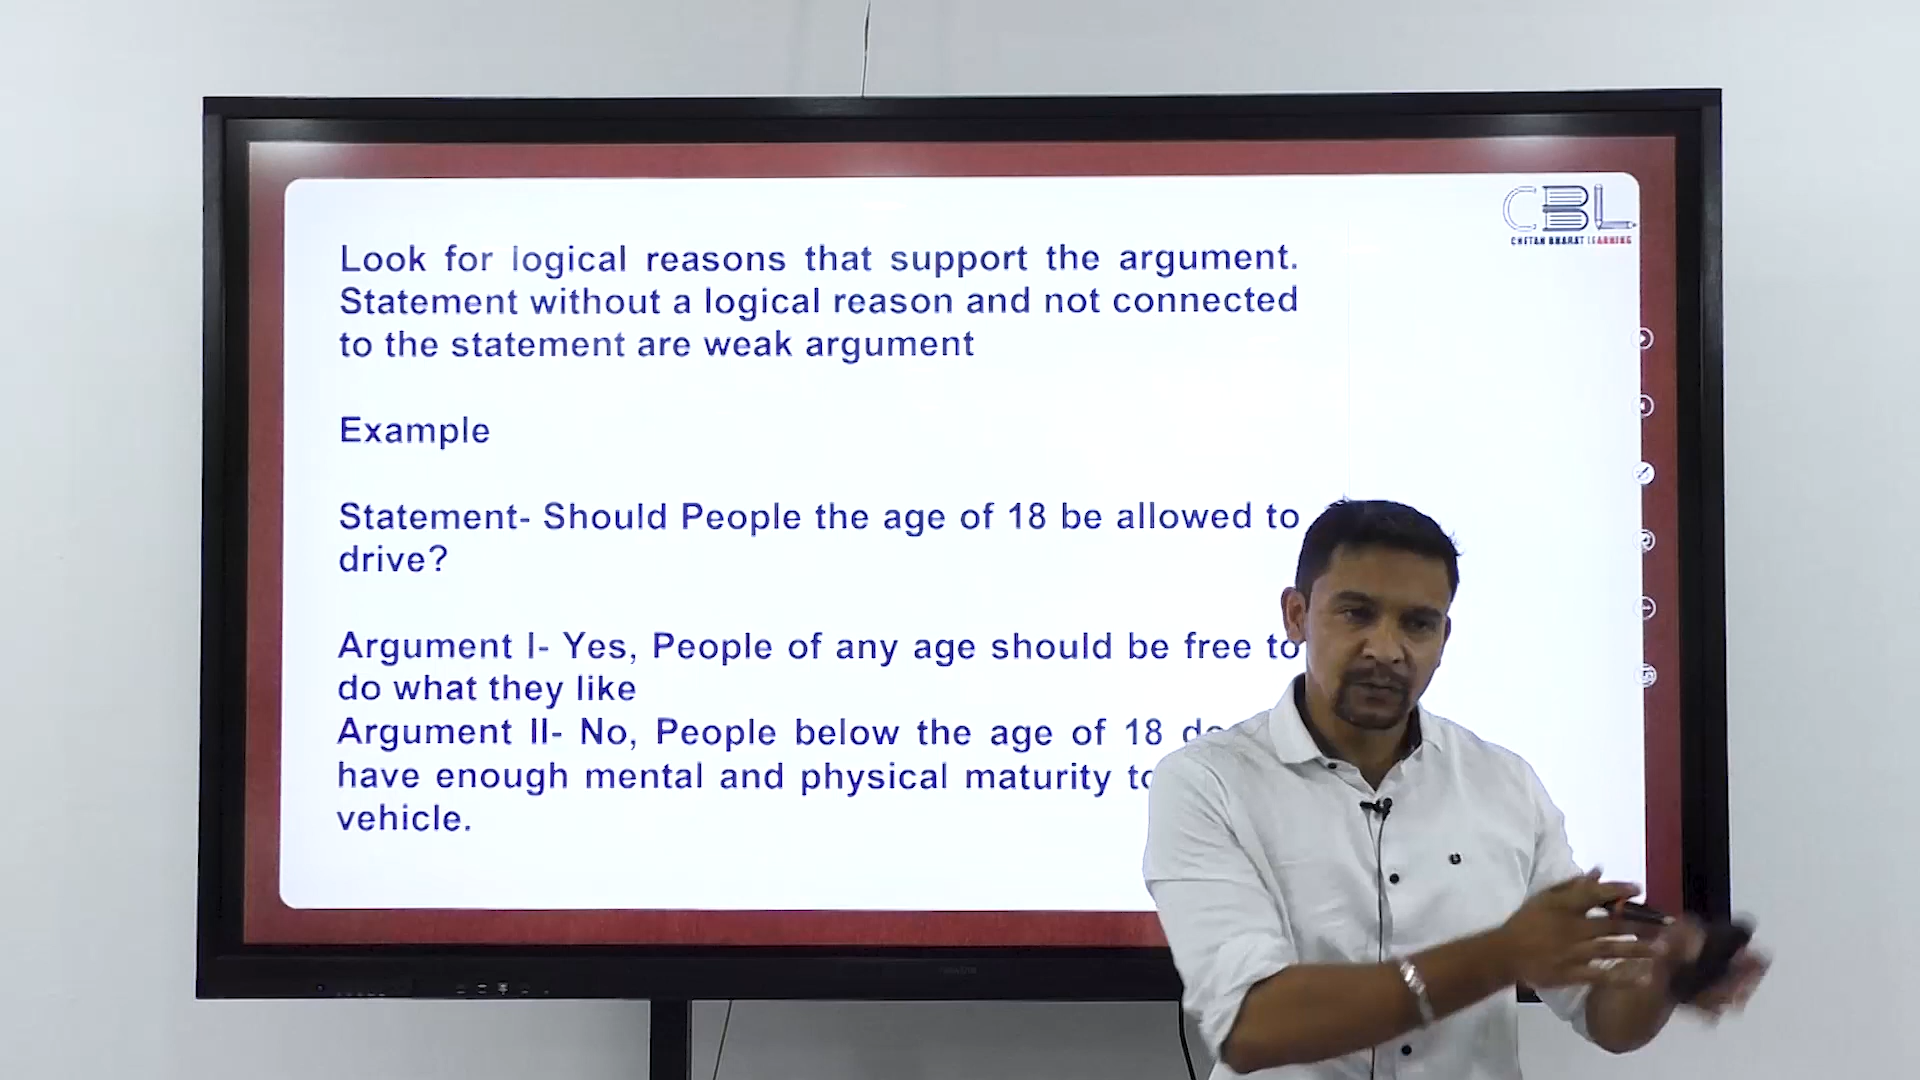 CBL
CHETAN BHARAT LEARNING
Look for logical reasons that support the argument.
Statement without a logical reason and not connected
to the statement are weak argument
Example
Statement- Should People the age of 18 be allowed to
drive?
Argument I- Yes, People of any age should be free to
do what they like
Argument II- No, People below the age of 18
have enough mental and physical maturity
vehicle.